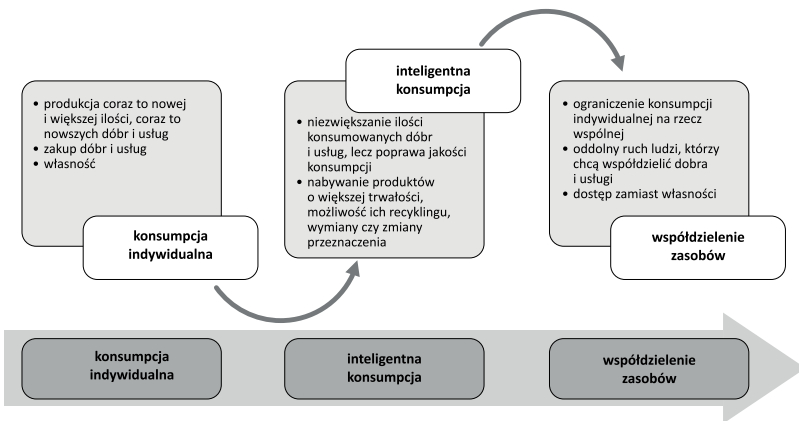 • produkcja coraz to nowej
i większej ilości, coraz to
nowszych dóbr i usług
• zakup dóbr i usług
• własność
konsumpcja
indywidualna
inteligentna
konsumpcja
• niezwiększanie ilości
konsumowanych dóbr
i usług, lecz poprawa jakości
konsumpcji
• nabywanie produktów
o większej trwałości,
możliwość ich recyklingu,
wymiany czy zmiany
przeznaczenia
• ograniczenie konsumpcji
indywidualnej na rzecz
wspólnej
• oddolny ruch ludzi, którzy
chcą współdzielić dobra
i usługi
• dostęp zamiast własności
współdzielenie
zasobów
konsumpcja
indywidualna
inteligentna
konsumpcja
współdzielenie
zasobów